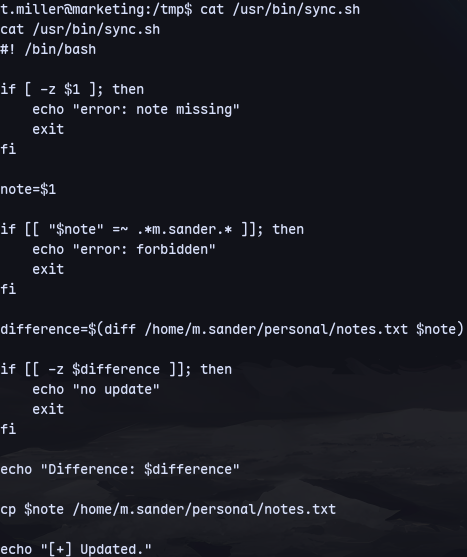 t.miller@marketing:/tmp$ cat /usr/bin/sync.sh
cat /usr/bin/sync.sh
#! /bin/bash
if [ -z $1 ]; then
    echo "error: note missing"
    exit
fi
note=$1
if [[ "$note" =~ .*m.sander.* ]]; then
    echo "error: forbidden"
    exit
fi
difference=$(diff /home/m.sander/personal/notes.txt $note)
if [[ -z $difference ]]; then
    echo "no update"
    exit
fi
echo "Difference: $difference"
cp $note /home/m.sander/personal/notes.txt
echo "[+] Updated."